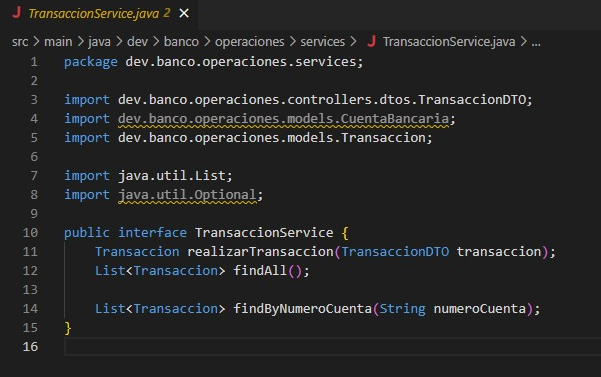 TransaccionService.java 2 ×
src > main > java > dev > banco > operaciones > services > TransaccionService.java > ...
1 package dev.banco.operaciones.services;
2
3 import dev.banco.operaciones.controllers.dtos.TransaccionDTO;
4 import dev.banco.operaciones.models.CuentaBancaria;
5 import dev.banco.operaciones.models.Transaccion;
6
7 import java.util.List;
8 import java.util.Optional;
9
10 public interface TransaccionService {
11     Transaccion realizarTransaccion(TransaccionDTO transaccion);
12     List<Transaccion> findAll();
13
14     List<Transaccion> findByNumeroCuenta(String numeroCuenta);
15 }
16